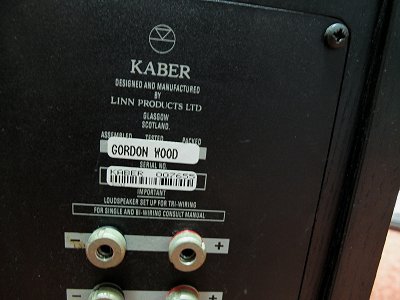 KABER
DESIGNED AND MANUFACTURED
BY
LINN PRODUCTS LTD
GLASGOW
SCOTLAND.
ASSEMBLED TESTED PACKED
GORDON WOOD
SERIAL NO.
KABER 007655
IMPORTANT
LOUDSPEAKER SET UP FOR TRI-WIRING
FOR SINGLE AND BI-WIRING CONSULT MANUAL
- +